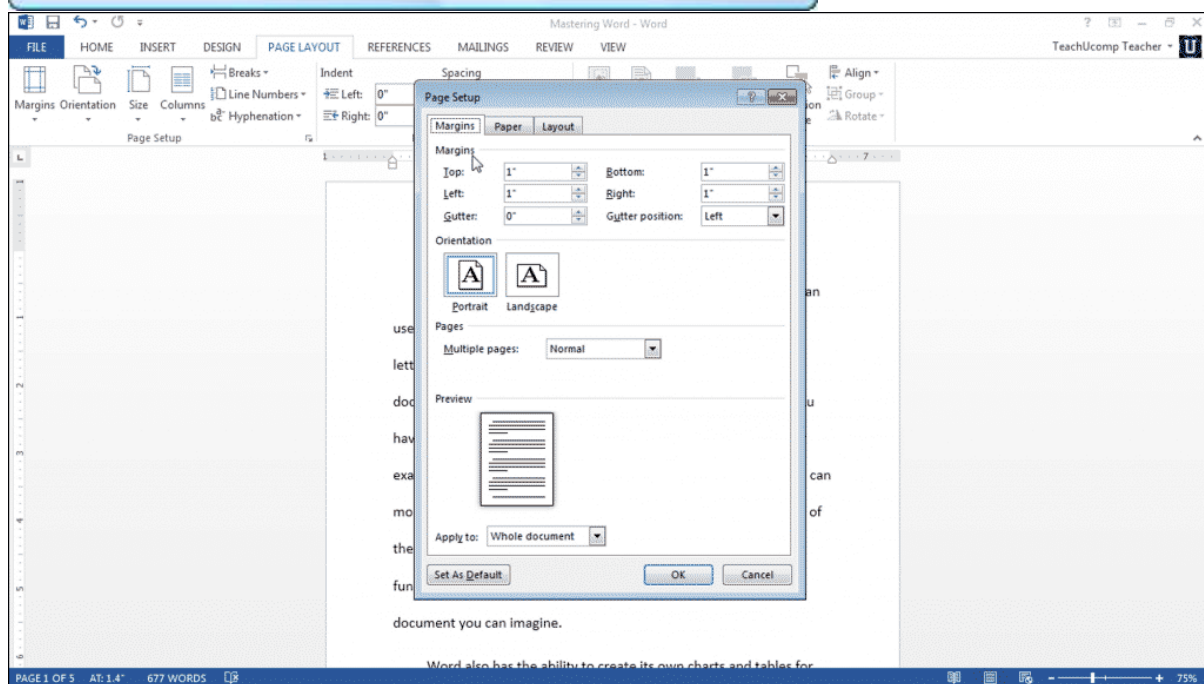 Mastering Word - Word
FILE HOME INSERT DESIGN PAGE LAYOUT REFERENCES MAILINGS REVIEW VIEW TeachUcomp Teacher
Margins Orientation Size Columns
Breaks
Line Numbers
Hyphenation
Page Setup
Indent Spacing
Left: 0"
Right: 0"
Align
Group
Rotate
1 7
Page Setup
Margins Paper Layout
Margins
Top: 1" Bottom: 1"
Left: 1" Right: 1"
Gutter: 0" Gutter position: Left
Orientation
A A
Portrait Landscape
Pages
Multiple pages: Normal
Preview
Apply to: Whole document
Set As Default OK Cancel
an
use
lett
doc u
hav
exa can
mo of
the
fun
document you can imagine.
Word also has the ability to create its own charts and tables for
PAGE 1 OF 5 AT: 1.4" 677 WORDS 75%